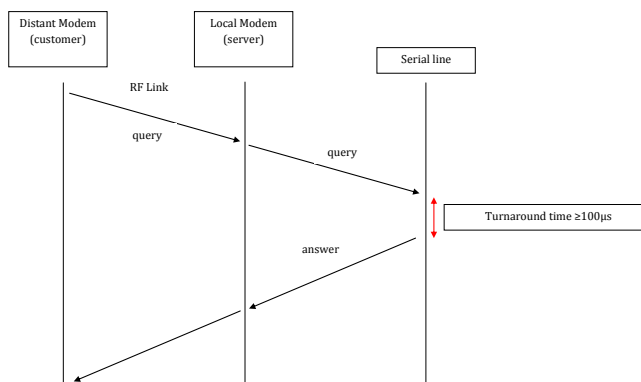 Distant Modem
(customer)
Local Modem
(server)
Serial line
RF Link
query
query
Turnaround time ≥100µs
answer